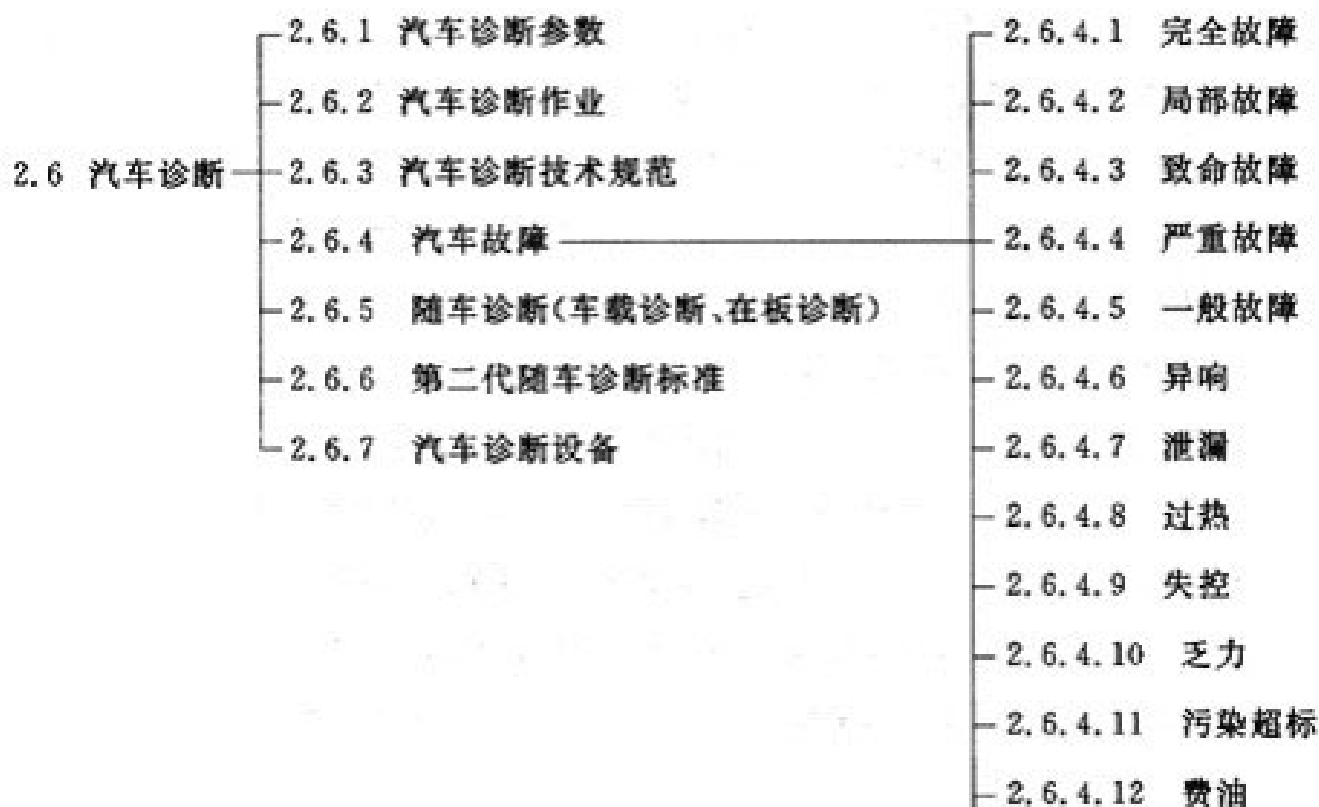 2.6 汽车诊断
2.6.1 汽车诊断参数
2.6.2 汽车诊断作业
2.6.3 汽车诊断技术规范
2.6.4 汽车故障
2.6.5 随车诊断(车载诊断、在板诊断)
2.6.6 第二代随车诊断标准
2.6.7 汽车诊断设备
2.6.4.1 完全故障
2.6.4.2 局部故障
2.6.4.3 致命故障
2.6.4.4 严重故障
2.6.4.5 一般故障
2.6.4.6 异响
2.6.4.7 泄漏
2.6.4.8 过热
2.6.4.9 失控
2.6.4.10 乏力
2.6.4.11 污染超标
2.6.4.12 费油